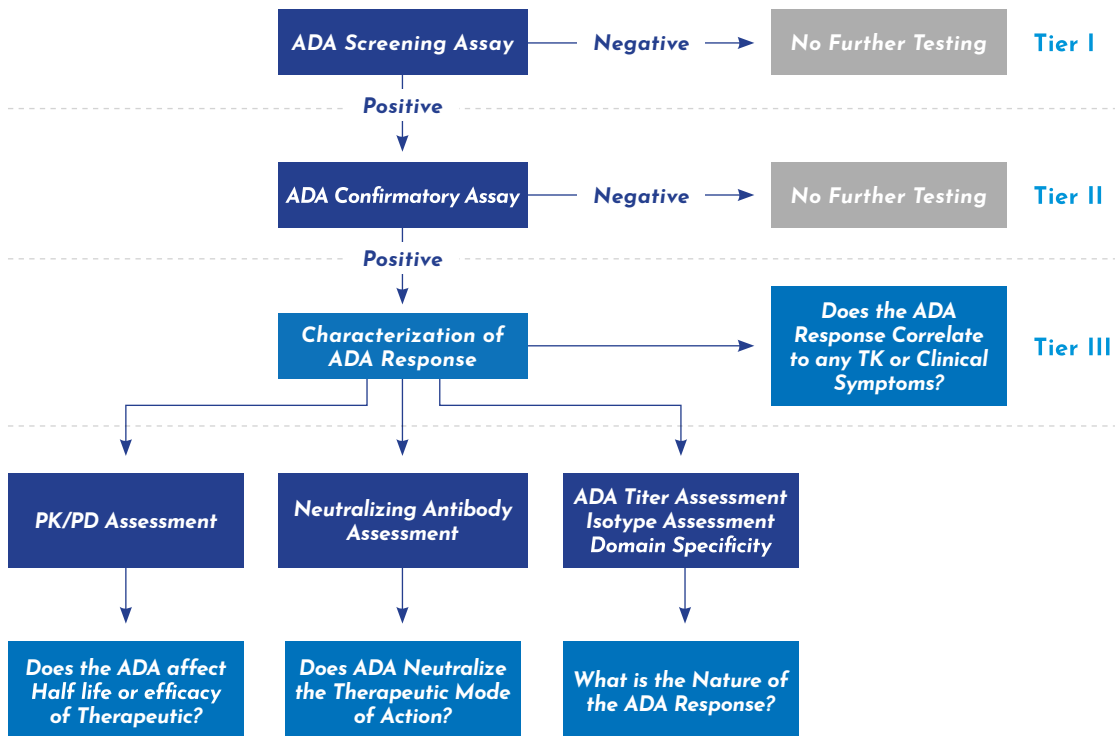 ADA Screening Assay
Negative
No Further Testing
Tier I
Positive
ADA Confirmatory Assay
Negative
No Further Testing
Tier II
Positive
Characterization of
ADA Response
Does the ADA
Response Correlate
to any TK or Clinical
Symptoms?
Tier III
PK/PD Assessment
Neutralizing Antibody
Assessment
ADA Titer Assessment
Isotype Assessment
Domain Specificity
Does the ADA affect
Half life or efficacy
of Therapeutic?
Does ADA Neutralize
the Therapeutic Mode
of Action?
What is the Nature of
the ADA Response?